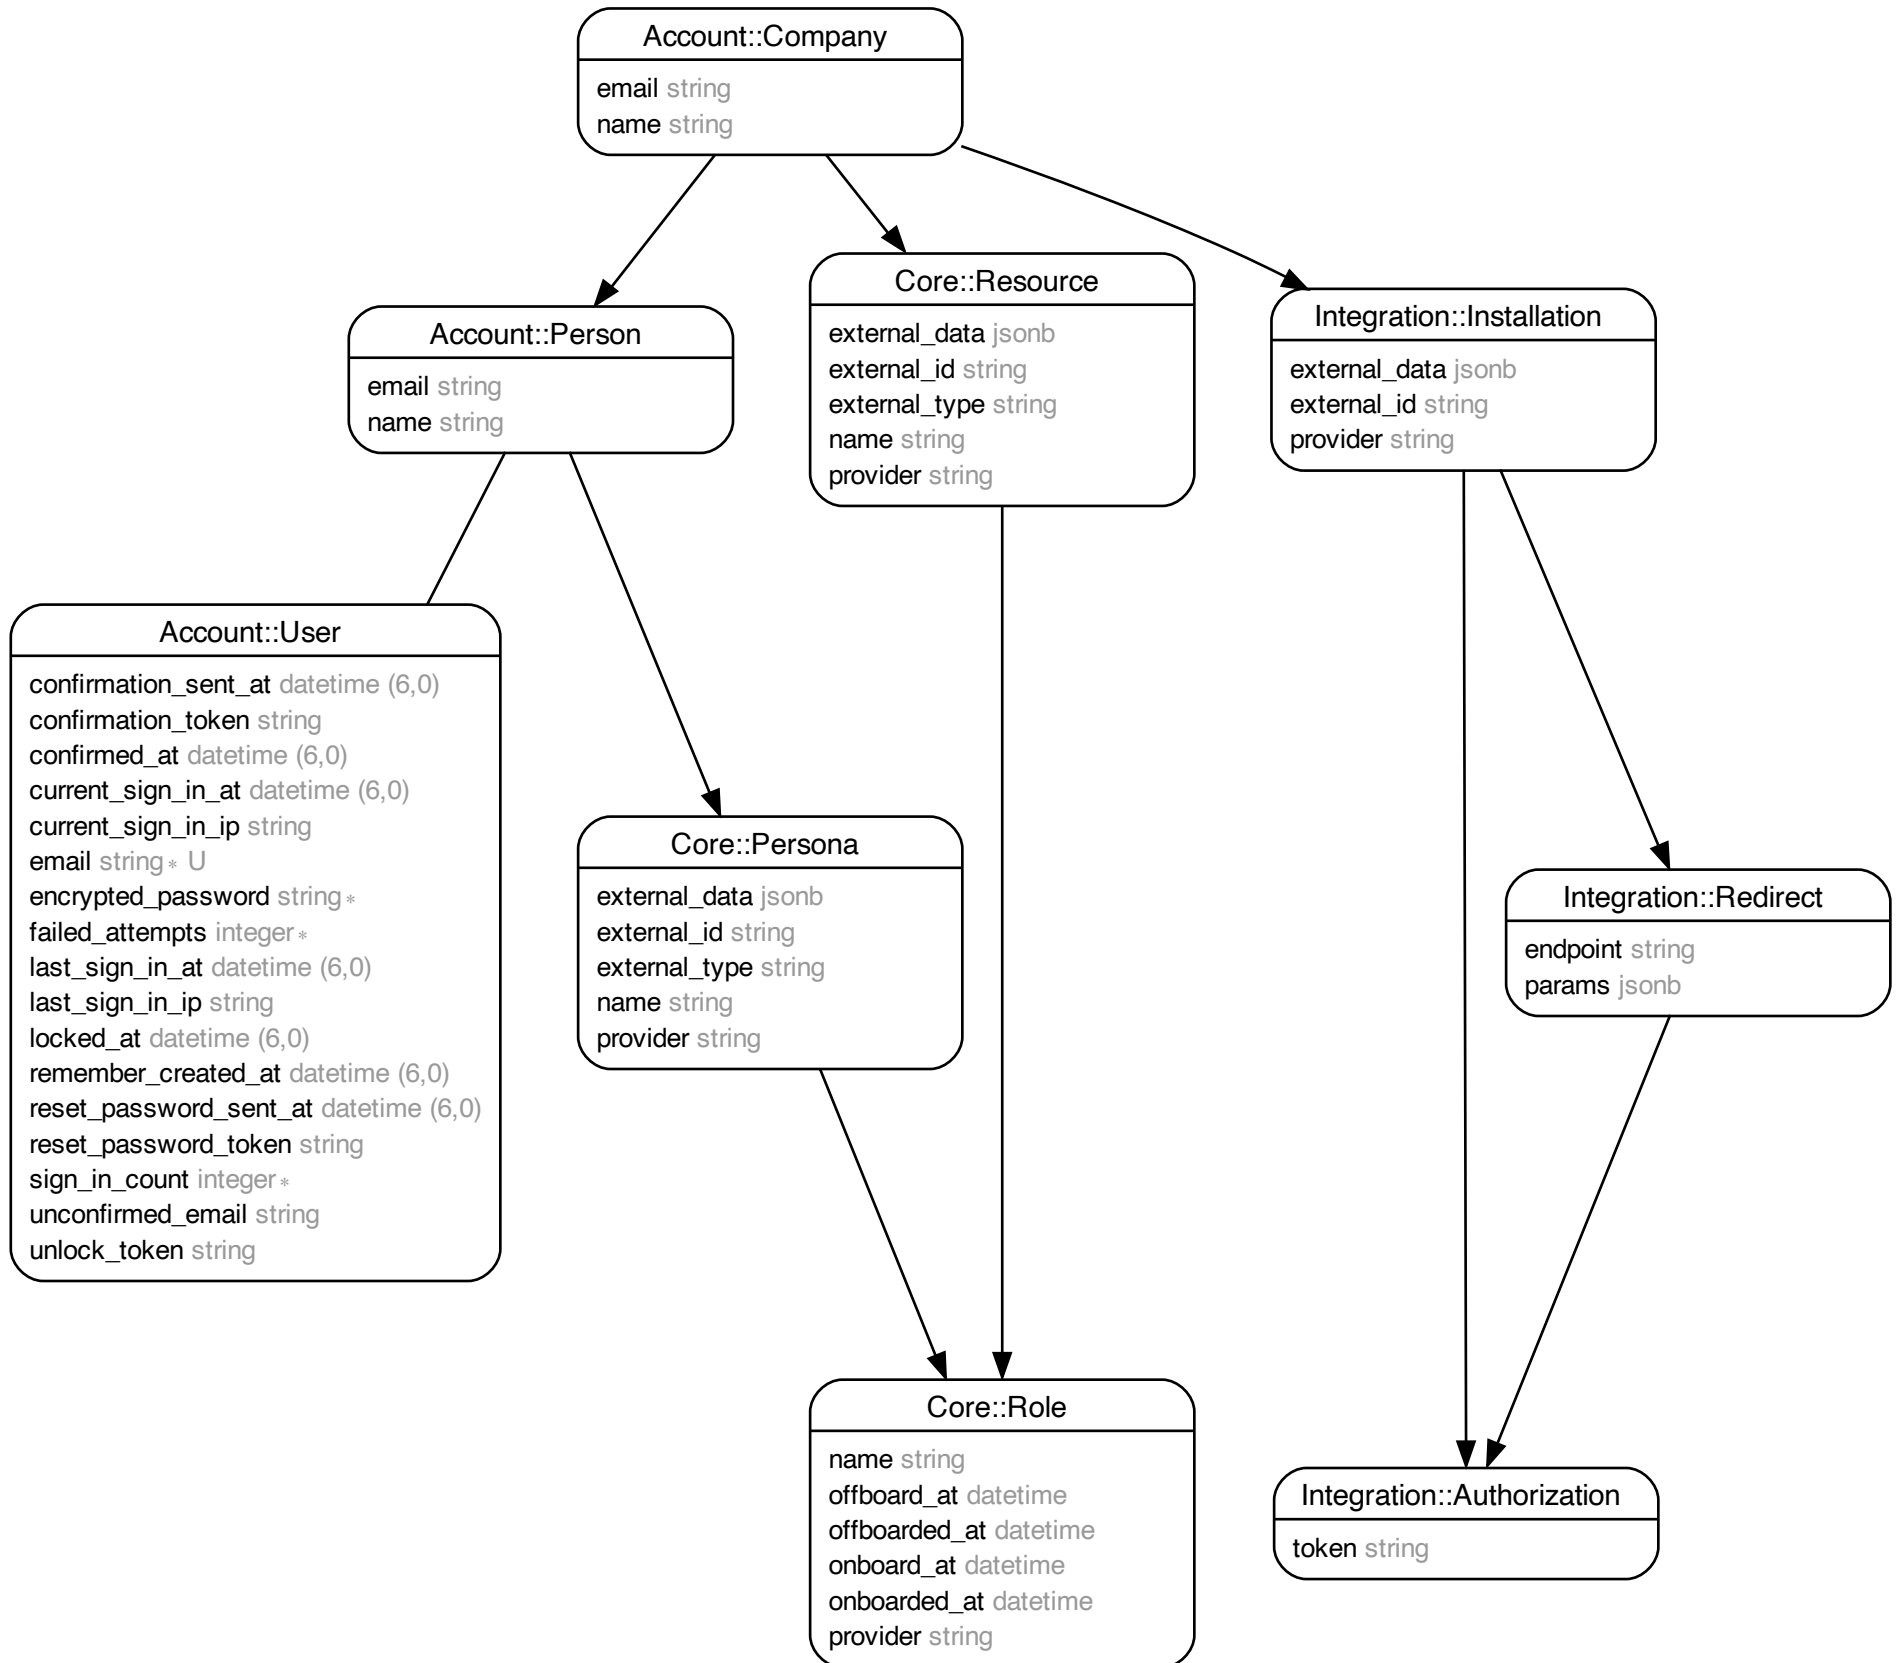 Account::Company
email string
name string
Account::Person
email string
name string
Core::Resource
external_data jsonb
external_id string
external_type string
name string
provider string
Integration::Installation
external_data jsonb
external_id string
provider string
Account::User
confirmation_sent_at datetime (6,0)
confirmation_token string
confirmed_at datetime (6,0)
current_sign_in_at datetime (6,0)
current_sign_in_ip string
email string∗ U
encrypted_password string∗
failed_attempts integer∗
last_sign_in_at datetime (6,0)
last_sign_in_ip string
locked_at datetime (6,0)
remember_created_at datetime (6,0)
reset_password_sent_at datetime (6,0)
reset_password_token string
sign_in_count integer∗
unconfirmed_email string
unlock_token string
Core::Persona
external_data jsonb
external_id string
external_type string
name string
provider string
Integration::Redirect
endpoint string
params jsonb
Core::Role
name string
offboard_at datetime
offboarded_at datetime
onboard_at datetime
onboarded_at datetime
provider string
Integration::Authorization
token string